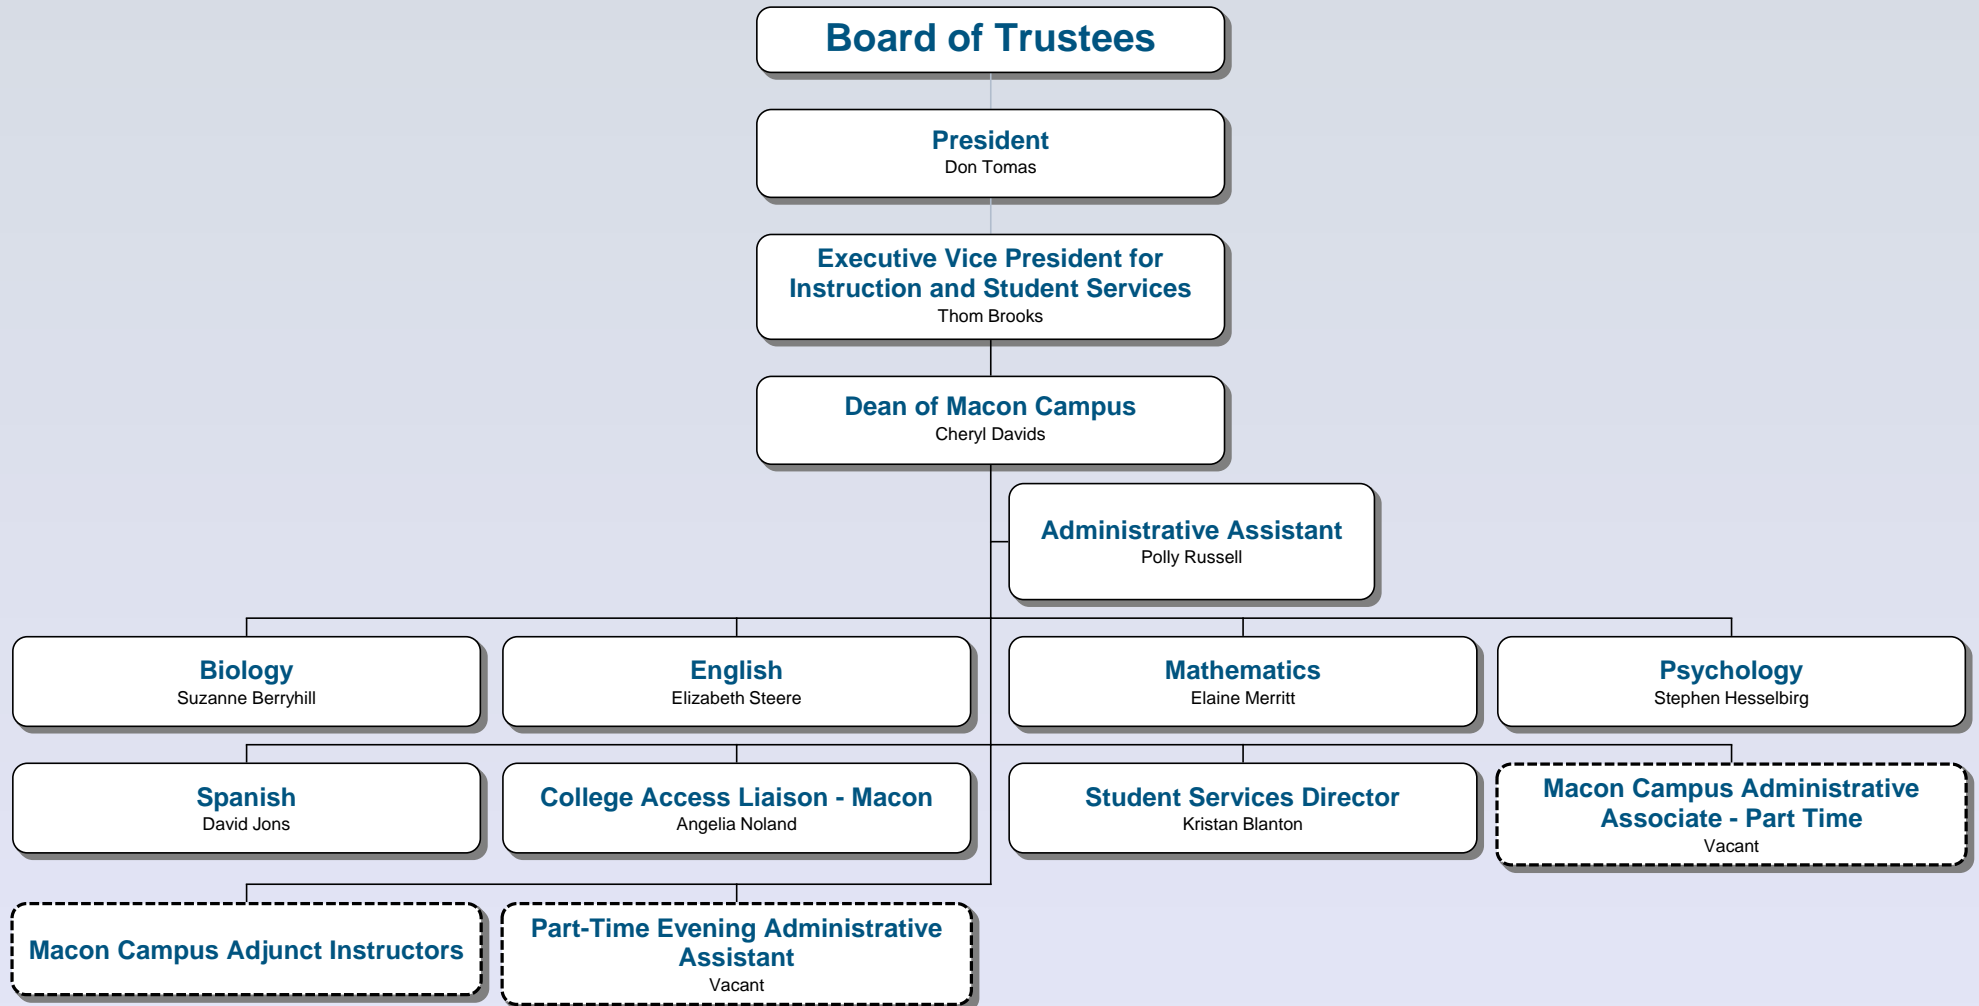 Board of Trustees
President
Don Tomas
Executive Vice President for
Instruction and Student Services
Thom Brooks
Dean of Macon Campus
Cheryl Davids
Administrative Assistant
Polly Russell
Biology
Suzanne Berryhill
English
Elizabeth Steere
Mathematics
Elaine Merritt
Psychology
Stephen Hesselbirg
Spanish
David Jons
College Access Liaison - Macon
Angelia Noland
Student Services Director
Kristan Blanton
Macon Campus Administrative
Associate - Part Time
Vacant
Macon Campus Adjunct Instructors
Part-Time Evening Administrative
Assistant
Vacant